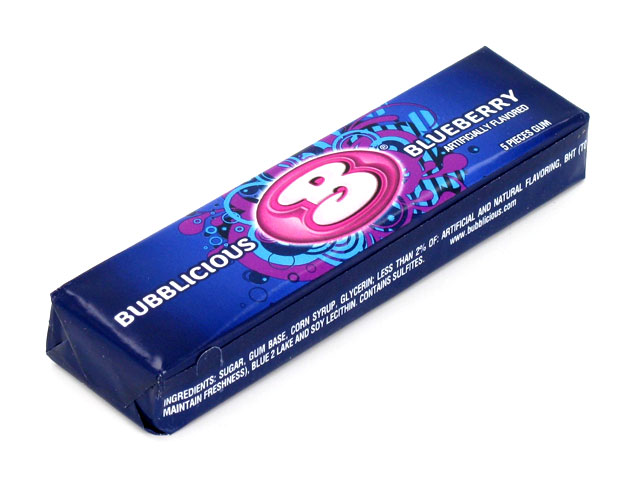 BUBBLICIOUS
B®
BLUEBERRY
ARTIFICIALLY FLAVORED
5 PIECES GUM
INGREDIENTS: SUGAR, GUM BASE, CORN SYRUP, GLYCERIN; LESS THAN 2% OF: ARTIFICIAL AND NATURAL FLAVORING, BHT (TO
MAINTAIN FRESHNESS), BLUE 2 LAKE AND SOY LECITHIN. CONTAINS SULFITES.
www.bubblicious.com